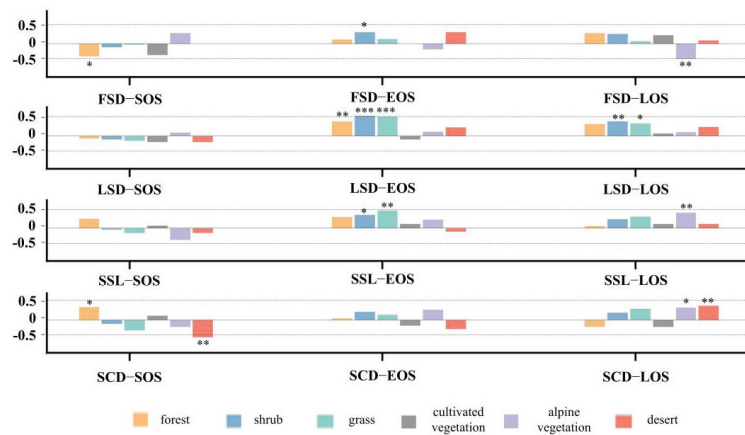 0.5
*
0
-0.5
*
**
FSD−SOS FSD−EOS FSD−LOS
0.5
** *** *** ** *
0
-0.5
LSD−SOS LSD−EOS LSD−LOS
0.5
* ** **
0
-0.5
SSL−SOS SSL−EOS SSL−LOS
0.5
* * **
0
-0.5
**
SCD−SOS SCD−EOS SCD−LOS
forest shrub grass cultivated vegetation alpine vegetation desert